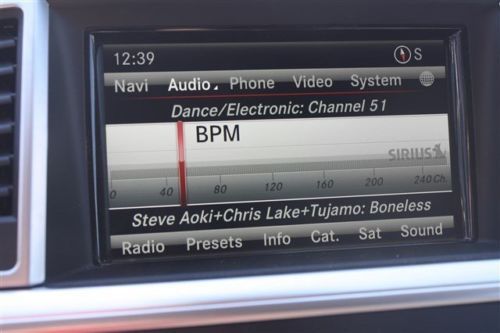 12:39 S
Navi Audio Phone Video System
Dance/Electronic: Channel 51
BPM
SIRIUS
0 40 80 120 160 200 240 Ch.
Steve Aoki+Chris Lake+Tujamo: Boneless
Radio Presets Info Cat. Sat Sound